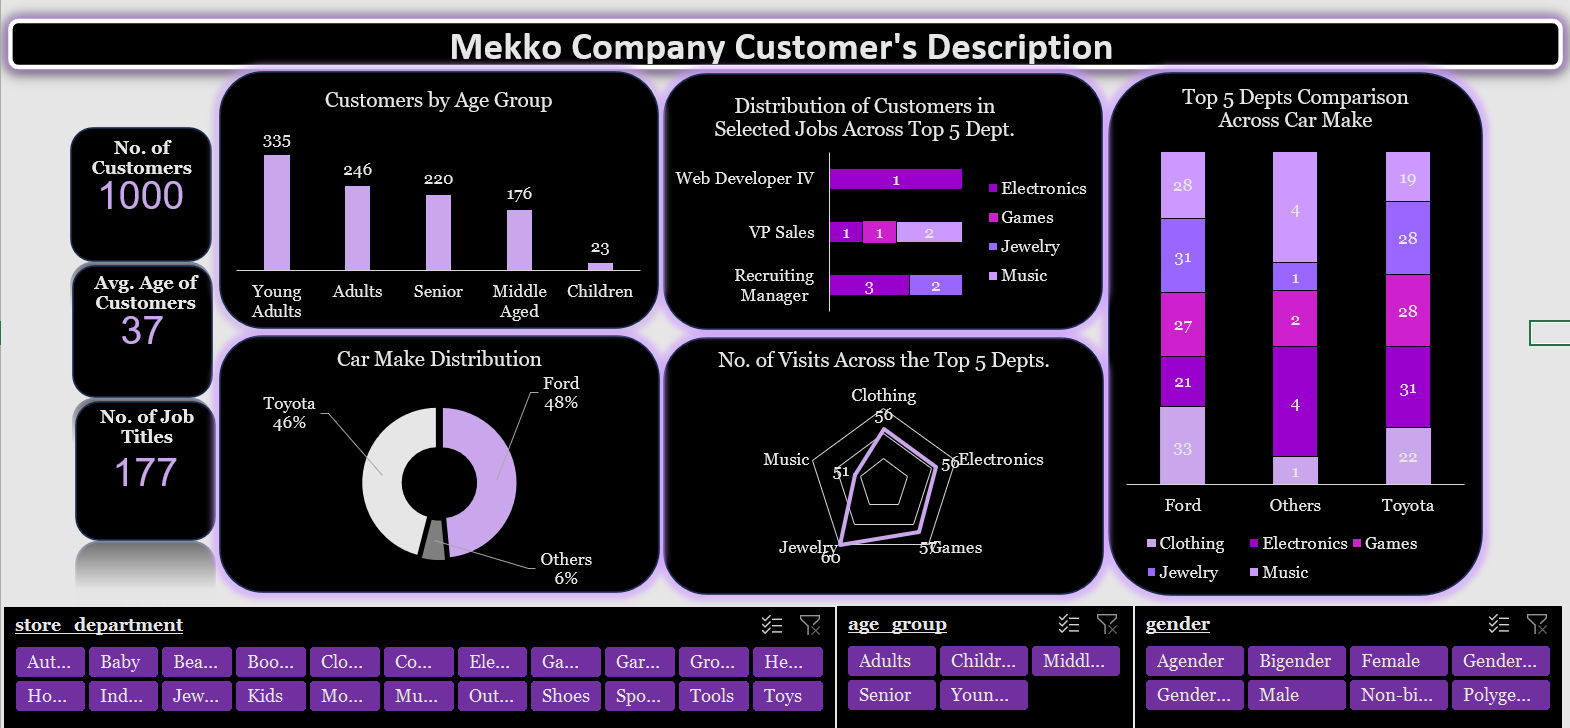 Mekko Company Customer's Description
No. of
Customers
1000
Avg. Age of
Customers
37
No. of Job
Titles
177
Customers by Age Group
335
246
220
176
23
Young
Adults
Adults
Senior
Middle
Aged
Children
Distribution of Customers in
Selected Jobs Across Top 5 Dept.
Web Developer IV
1
VP Sales
1 1 2
Recruiting
Manager
3 2
Electronics
Games
Jewelry
Music
Car Make Distribution
Ford
48%
Toyota
46%
Others
6%
No. of Visits Across the Top 5 Depts.
Clothing
56
Electronics
56
Games
57
Jewelry
60
Music
51
Top 5 Depts Comparison
Across Car Make
28 4 19
31 1 28
27 2 28
21 4 31
33 1 22
Ford Others Toyota
Clothing Electronics Games
Jewelry Music
store_department
Aut... Baby Bea... Boo... Clo... Co... Ele... Ga... Gar... Gro... He...
Ho... Ind... Jew... Kids Mo... Mu... Out... Shoes Spo... Tools Toys
age_group
Adults Childr... Middl...
Senior Youn...
gender
Agender Bigender Female Gender...
Gender... Male Non-bi... Polyge...